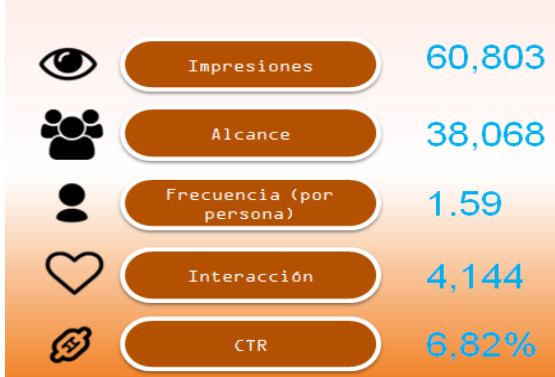 Impresiones 60,803
Alcance 38,068
Frecuencia (por
persona) 1.59
Interacción 4,144
CTR 6,82%